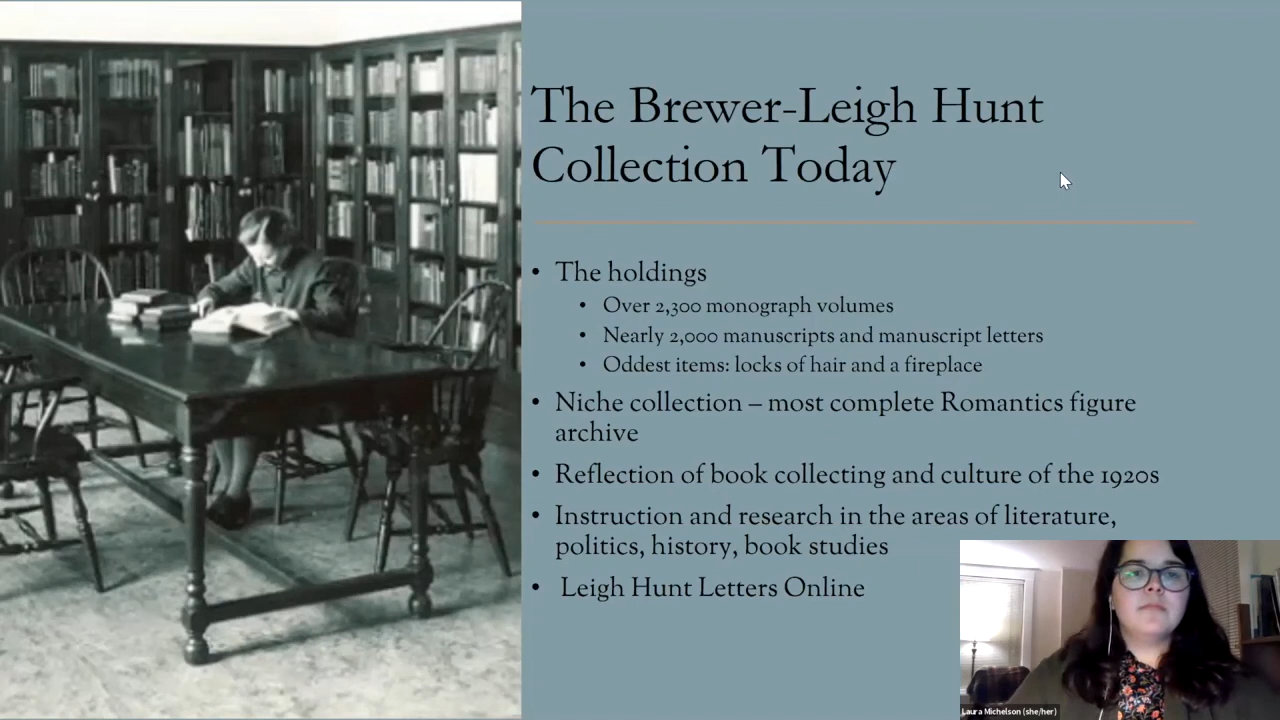 The Brewer-Leigh Hunt
Collection Today
• The holdings
• Over 2,300 monograph volumes
• Nearly 2,000 manuscripts and manuscript letters
• Oddest items: locks of hair and a fireplace
• Niche collection – most complete Romantics figure
archive
• Reflection of book collecting and culture of the 1920s
• Instruction and research in the areas of literature,
politics, history, book studies
• Leigh Hunt Letters Online
Laura Michelson (she/her)